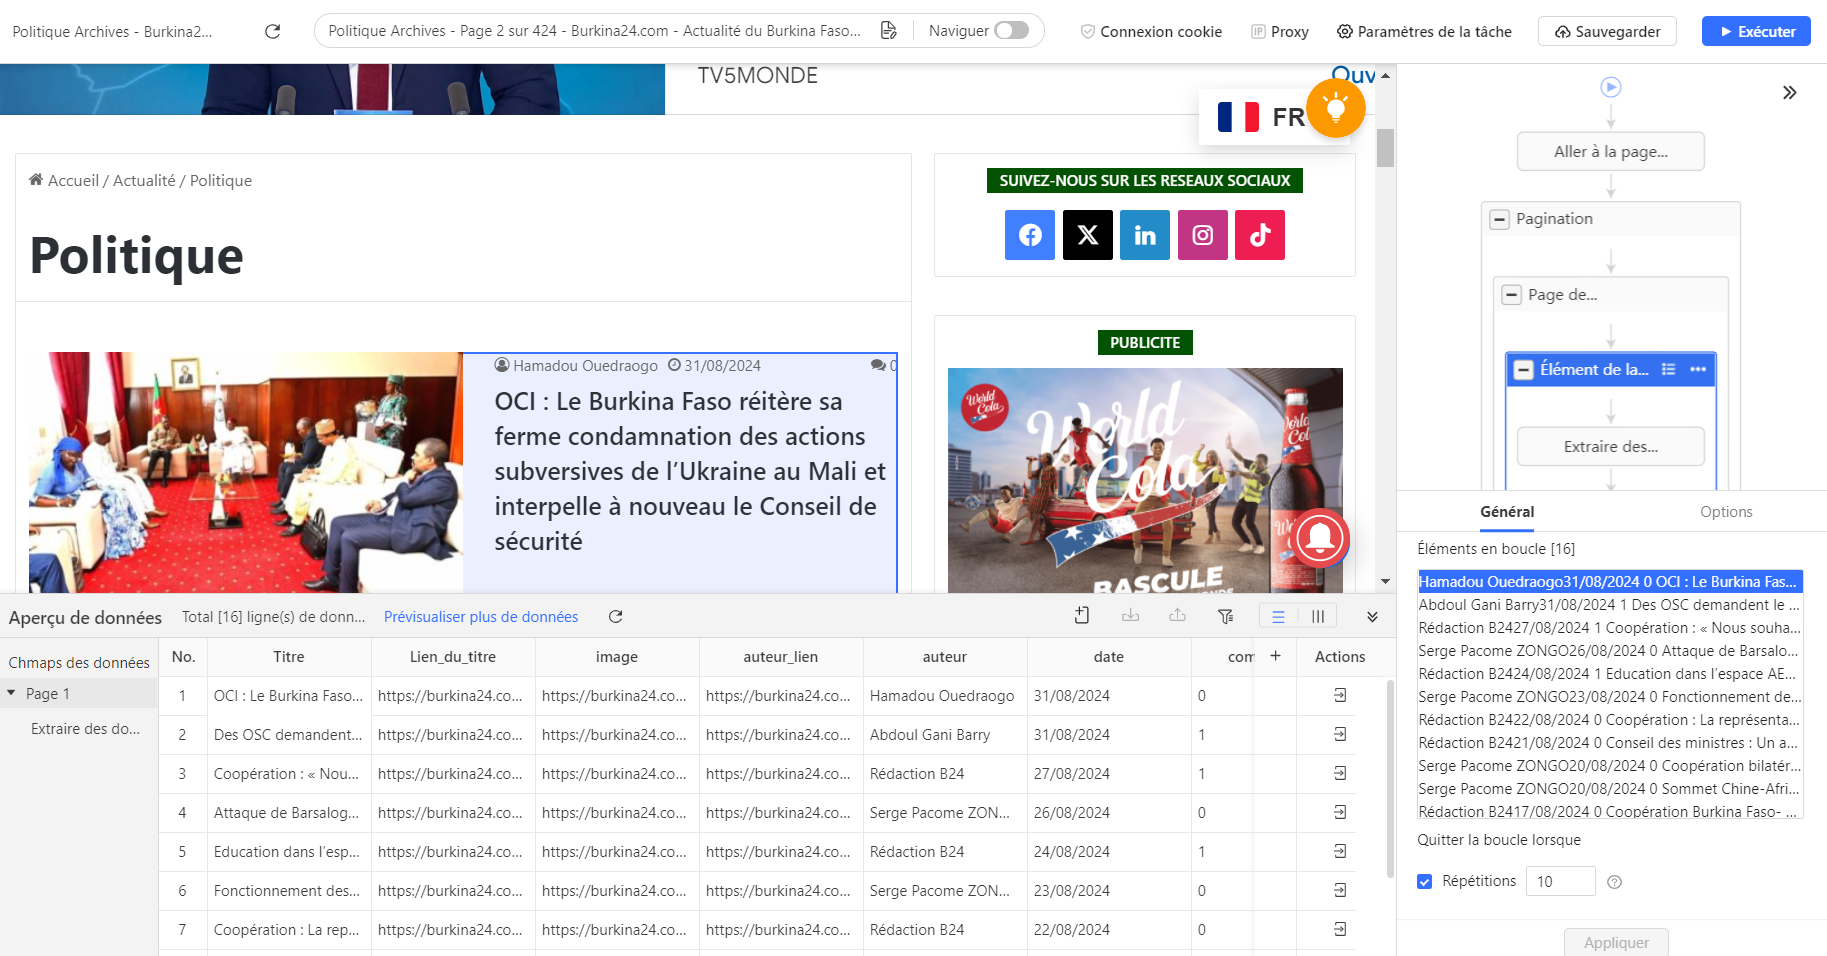 Politique Archives - Burkina2...
Politique Archives - Page 2 sur 424 - Burkina24.com - Actualité du Burkina Faso...
Naviguer
Connexion cookie
IP Proxy
Paramètres de la tâche
Sauvegarder
Exécuter
TV5MONDE
Ouv
FR
Accueil / Actualité / Politique
Politique
SUIVEZ-NOUS SUR LES RESEAUX SOCIAUX
Hamadou Ouedraogo 31/08/2024 0
OCI : Le Burkina Faso réitère sa
ferme condamnation des actions
subversives de l’Ukraine au Mali et
interpelle à nouveau le Conseil de
sécurité
PUBLICITE
World Cola
World
Cola
BASCULE
Aller à la page...
Pagination
Page de...
Élément de la...
Extraire des...
Général
Options
Éléments en boucle [16]
Hamadou Ouedraogo31/08/2024 0 OCI : Le Burkina Fas...
Abdoul Gani Barry31/08/2024 1 Des OSC demandent le ...
Rédaction B2427/08/2024 1 Coopération : « Nous souha...
Serge Pacome ZONGO26/08/2024 0 Attaque de Barsalo...
Rédaction B2424/08/2024 1 Education dans l’espace AE...
Serge Pacome ZONGO23/08/2024 0 Fonctionnement de...
Rédaction B2422/08/2024 0 Coopération : La représenta...
Rédaction B2421/08/2024 0 Conseil des ministres : Un a...
Serge Pacome ZONGO20/08/2024 0 Coopération bilatér...
Serge Pacome ZONGO20/08/2024 0 Sommet Chine-Afri...
Rédaction B2417/08/2024 0 Coopération Burkina Faso- ...
Quitter la boucle lorsque
Répétitions 10
Appliquer
Aperçu de données
Total [16] ligne(s) de donn...
Prévisualiser plus de données
Chmaps des données
Page 1
Extraire des do...
No. Titre Lien_du_titre image auteur_lien auteur date com + Actions
1 OCI : Le Burkina Faso... https://burkina24.co... https://burkina24.co... https://burkina24.co... Hamadou Ouedraogo 31/08/2024 0
2 Des OSC demandent... https://burkina24.co... https://burkina24.co... https://burkina24.co... Abdoul Gani Barry 31/08/2024 1
3 Coopération : « Nou... https://burkina24.co... https://burkina24.co... https://burkina24.co... Rédaction B24 27/08/2024 1
4 Attaque de Barsalog... https://burkina24.co... https://burkina24.co... https://burkina24.co... Serge Pacome ZON... 26/08/2024 0
5 Education dans l’esp... https://burkina24.co... https://burkina24.co... https://burkina24.co... Rédaction B24 24/08/2024 1
6 Fonctionnement des... https://burkina24.co... https://burkina24.co... https://burkina24.co... Serge Pacome ZON... 23/08/2024 0
7 Coopération : La rep... https://burkina24.co... https://burkina24.co... https://burkina24.co... Rédaction B24 22/08/2024 0